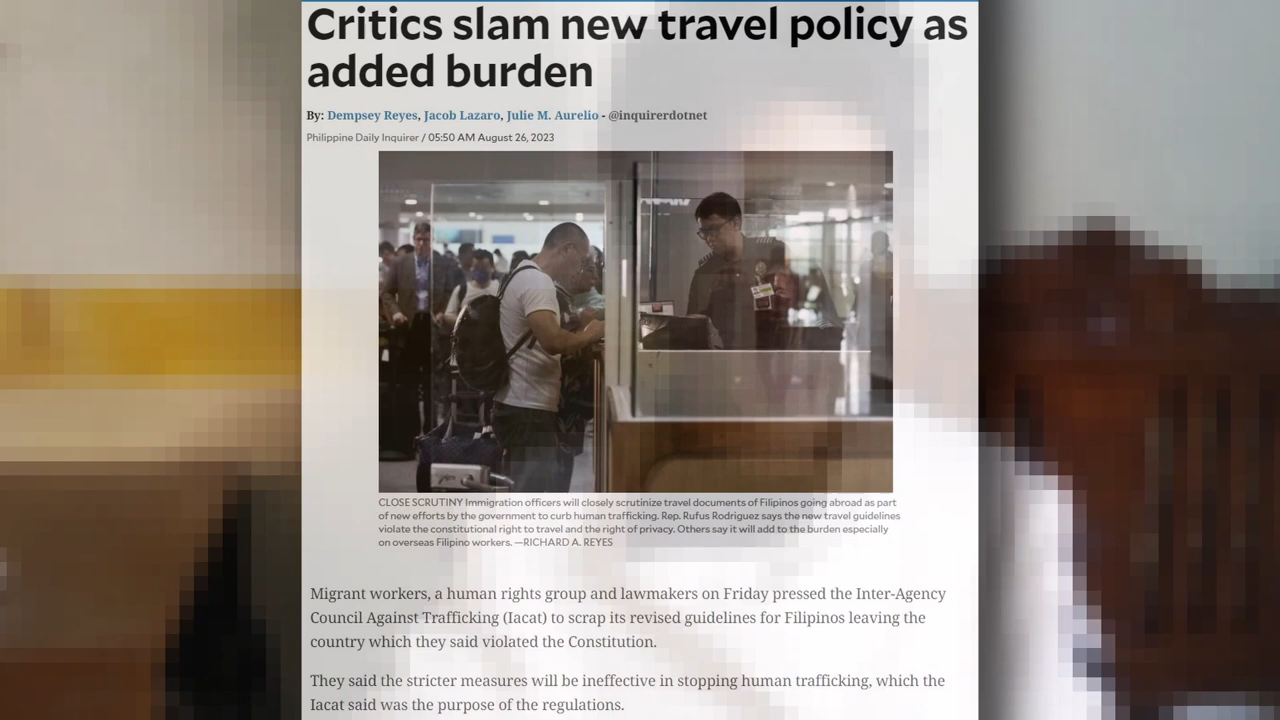 Critics slam new travel policy as
added burden
By: Dempsey Reyes, Jacob Lazaro, Julie M. Aurelio - @inquirerdotnet
Philippine Daily Inquirer / 05:50 AM August 26, 2023
CLOSE SCRUTINY Immigration officers will closely scrutinize travel documents of Filipinos going abroad as part
of new efforts by the government to curb human trafficking. Rep. Rufus Rodriguez says the new travel guidelines
violate the constitutional right to travel and the right of privacy. Others say it will add to the burden especially
on overseas Filipino workers. —RICHARD A. REYES
Migrant workers, a human rights group and lawmakers on Friday pressed the Inter-Agency
Council Against Trafficking (Iacat) to scrap its revised guidelines for Filipinos leaving the
country which they said violated the Constitution.
They said the stricter measures will be ineffective in stopping human trafficking, which the
Iacat said was the purpose of the regulations.